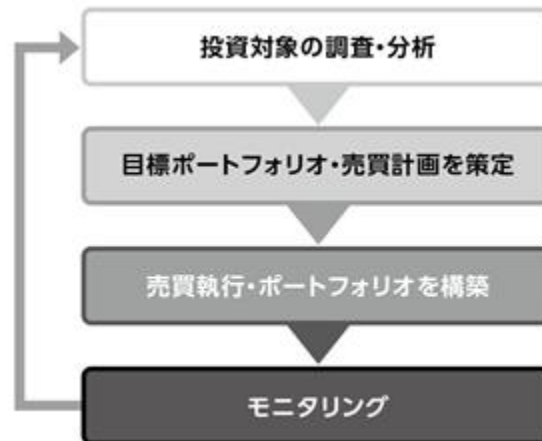 投資対象の調査・分析
目標ポートフォリオ・売買計画を策定
売買執行・ポートフォリオを構築
モニタリング